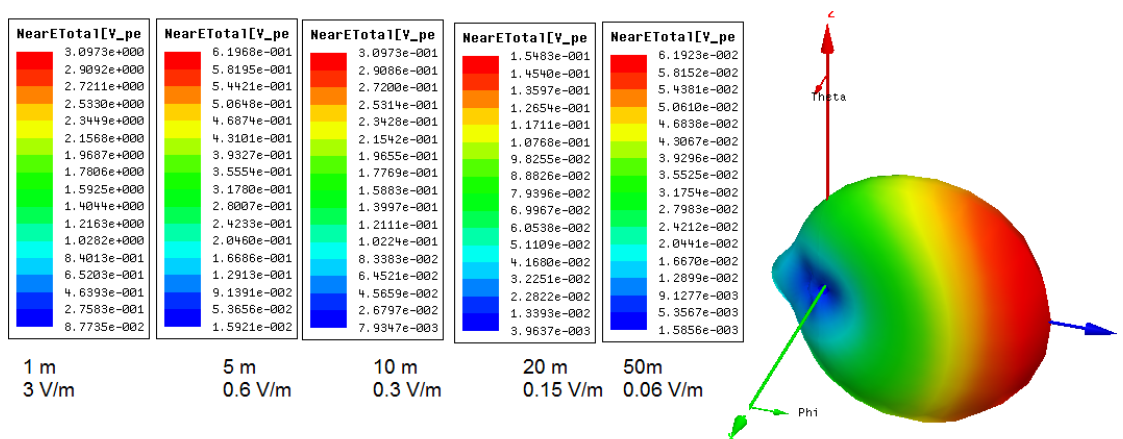 NearETotal[V_pe
3.0973e+000
2.9092e+000
2.7211e+000
2.5330e+000
2.3449e+000
2.1568e+000
1.9687e+000
1.7806e+000
1.5925e+000
1.4044e+000
1.2163e+000
1.0282e+000
8.4013e-001
6.5203e-001
4.6393e-001
2.7583e-001
8.7735e-002
1 m
3 V/m
NearETotal[V_pe
6.1968e-001
5.8195e-001
5.4421e-001
5.0648e-001
4.6874e-001
4.3101e-001
3.9327e-001
3.5554e-001
3.1780e-001
2.8007e-001
2.4233e-001
2.0460e-001
1.6686e-001
1.2913e-001
9.1391e-002
5.3656e-002
1.5921e-002
5 m
0.6 V/m
NearETotal[V_pe
3.0973e-001
2.9086e-001
2.7200e-001
2.5314e-001
2.3428e-001
2.1542e-001
1.9655e-001
1.7769e-001
1.5883e-001
1.3997e-001
1.2111e-001
1.0224e-001
8.3383e-002
6.4521e-002
4.5659e-002
2.6797e-002
7.9347e-003
10 m
0.3 V/m
NearETotal[V_pe
1.5483e-001
1.4540e-001
1.3597e-001
1.2654e-001
1.1711e-001
1.0768e-001
9.8255e-002
8.8826e-002
7.9396e-002
6.9967e-002
6.0538e-002
5.1109e-002
4.1680e-002
3.2251e-002
2.2822e-002
1.3393e-002
3.9637e-003
20 m
0.15 V/m
NearETotal[V_pe
6.1923e-002
5.8152e-002
5.4381e-002
5.0610e-002
4.6838e-002
4.3067e-002
3.9296e-002
3.5525e-002
3.1754e-002
2.7983e-002
2.4212e-002
2.0441e-002
1.6670e-002
1.2899e-002
9.1277e-003
5.3567e-003
1.5856e-003
50m
0.06 V/m
Z
Theta
Phi